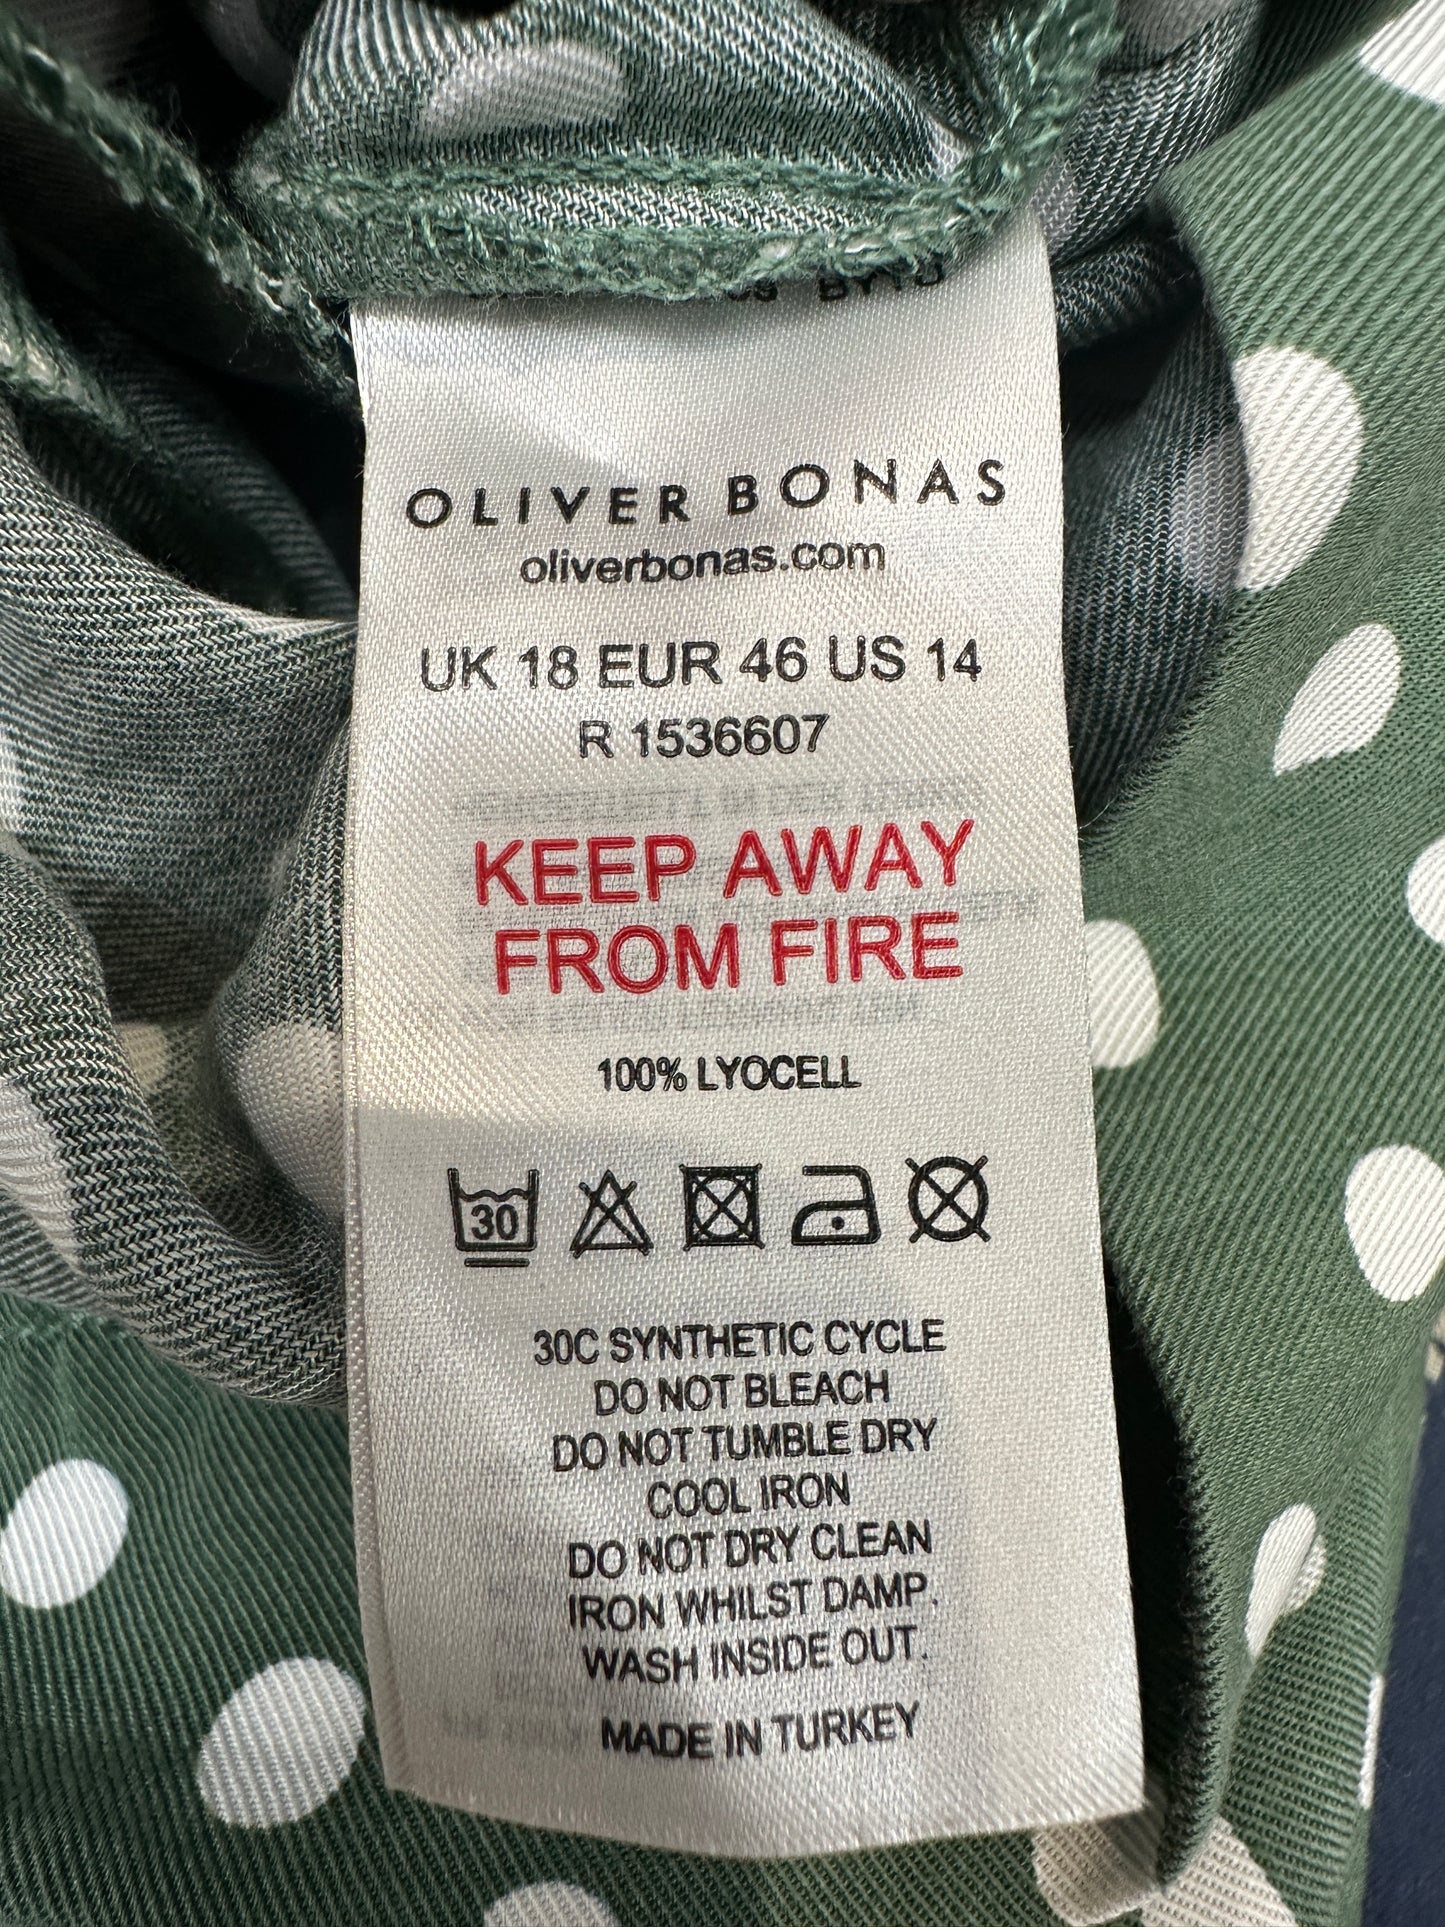 OLIVER BONAS
oliverbonas.com
UK 18 EUR 46 US 14
R 1536607
KEEP AWAY
FROM FIRE
100% LYOCELL
30
30C SYNTHETIC CYCLE
DO NOT BLEACH
DO NOT TUMBLE DRY
COOL IRON
DO NOT DRY CLEAN
IRON WHILST DAMP.
WASH INSIDE OUT.
MADE IN TURKEY